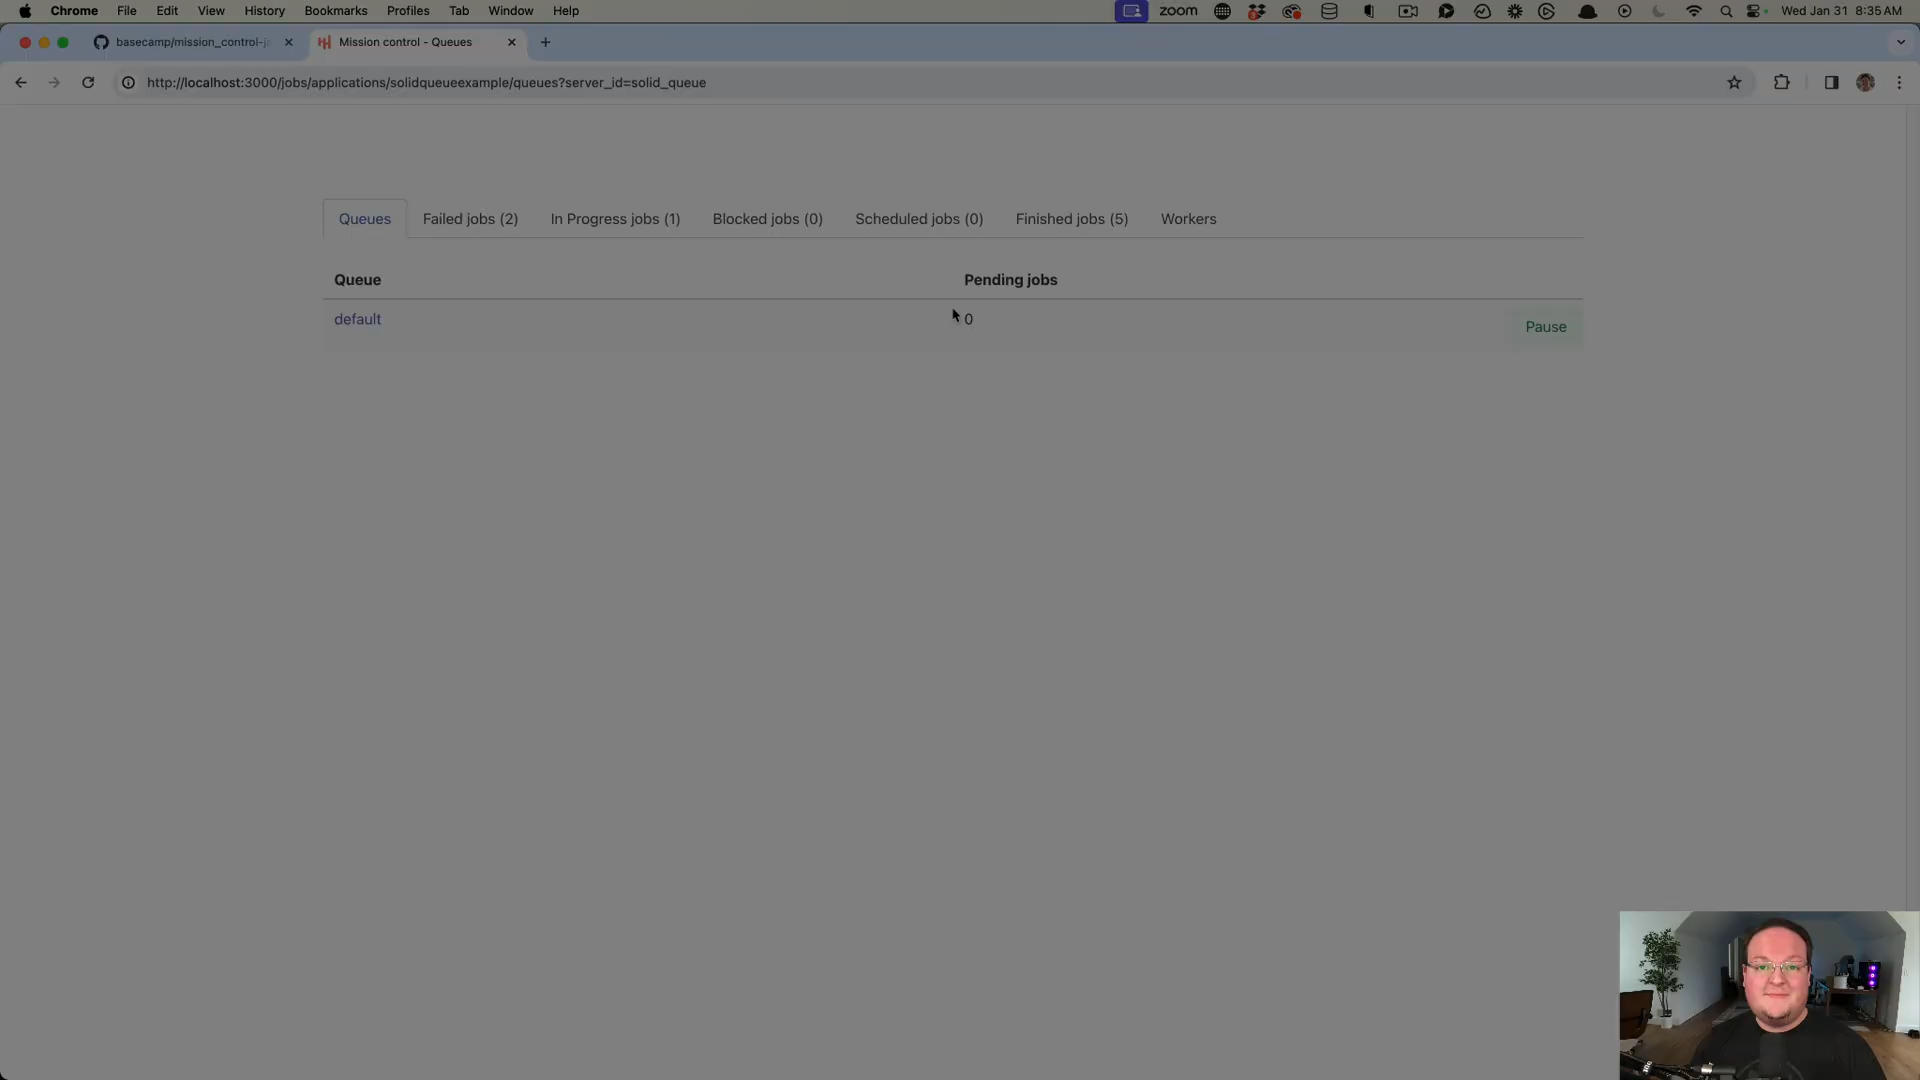 Chrome File Edit View History Bookmarks Profiles Tab Window Help zoom Wed Jan 31 8:35 AM
basecamp/mission_control-j Mission control - Queues
http://localhost:3000/jobs/applications/solidqueueexample/queues?server_id=solid_queue
Queues Failed jobs (2) In Progress jobs (1) Blocked jobs (0) Scheduled jobs (0) Finished jobs (5) Workers
Queue Pending jobs
default 0 Pause